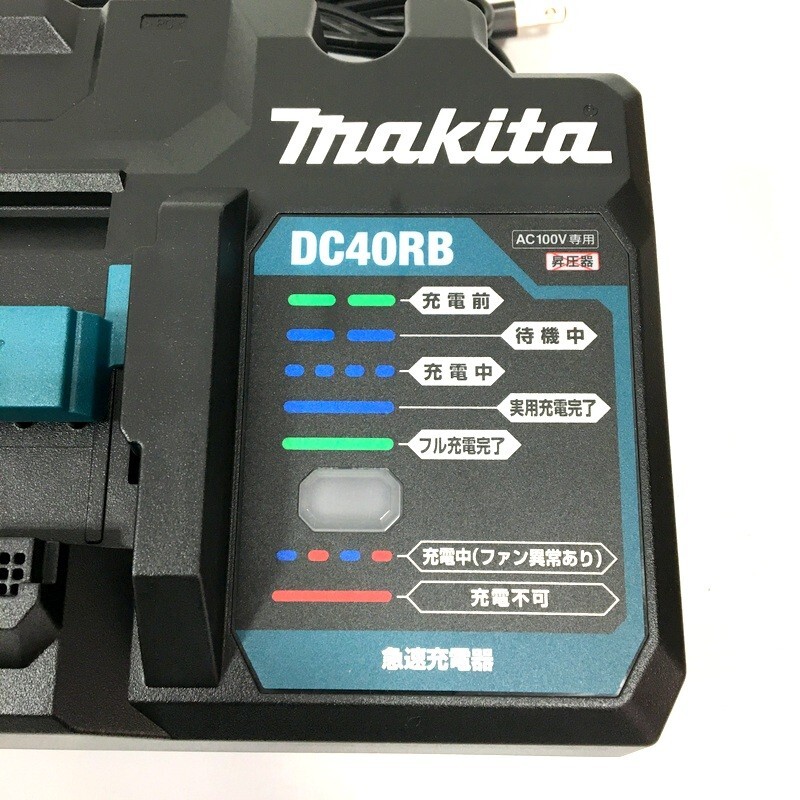 makita
DC40RB
AC100V専用
昇圧器
充電前
待機中
充電中
実用充電完了
フル充電完了
充電中(ファン異常あり)
充電不可
急速充電器